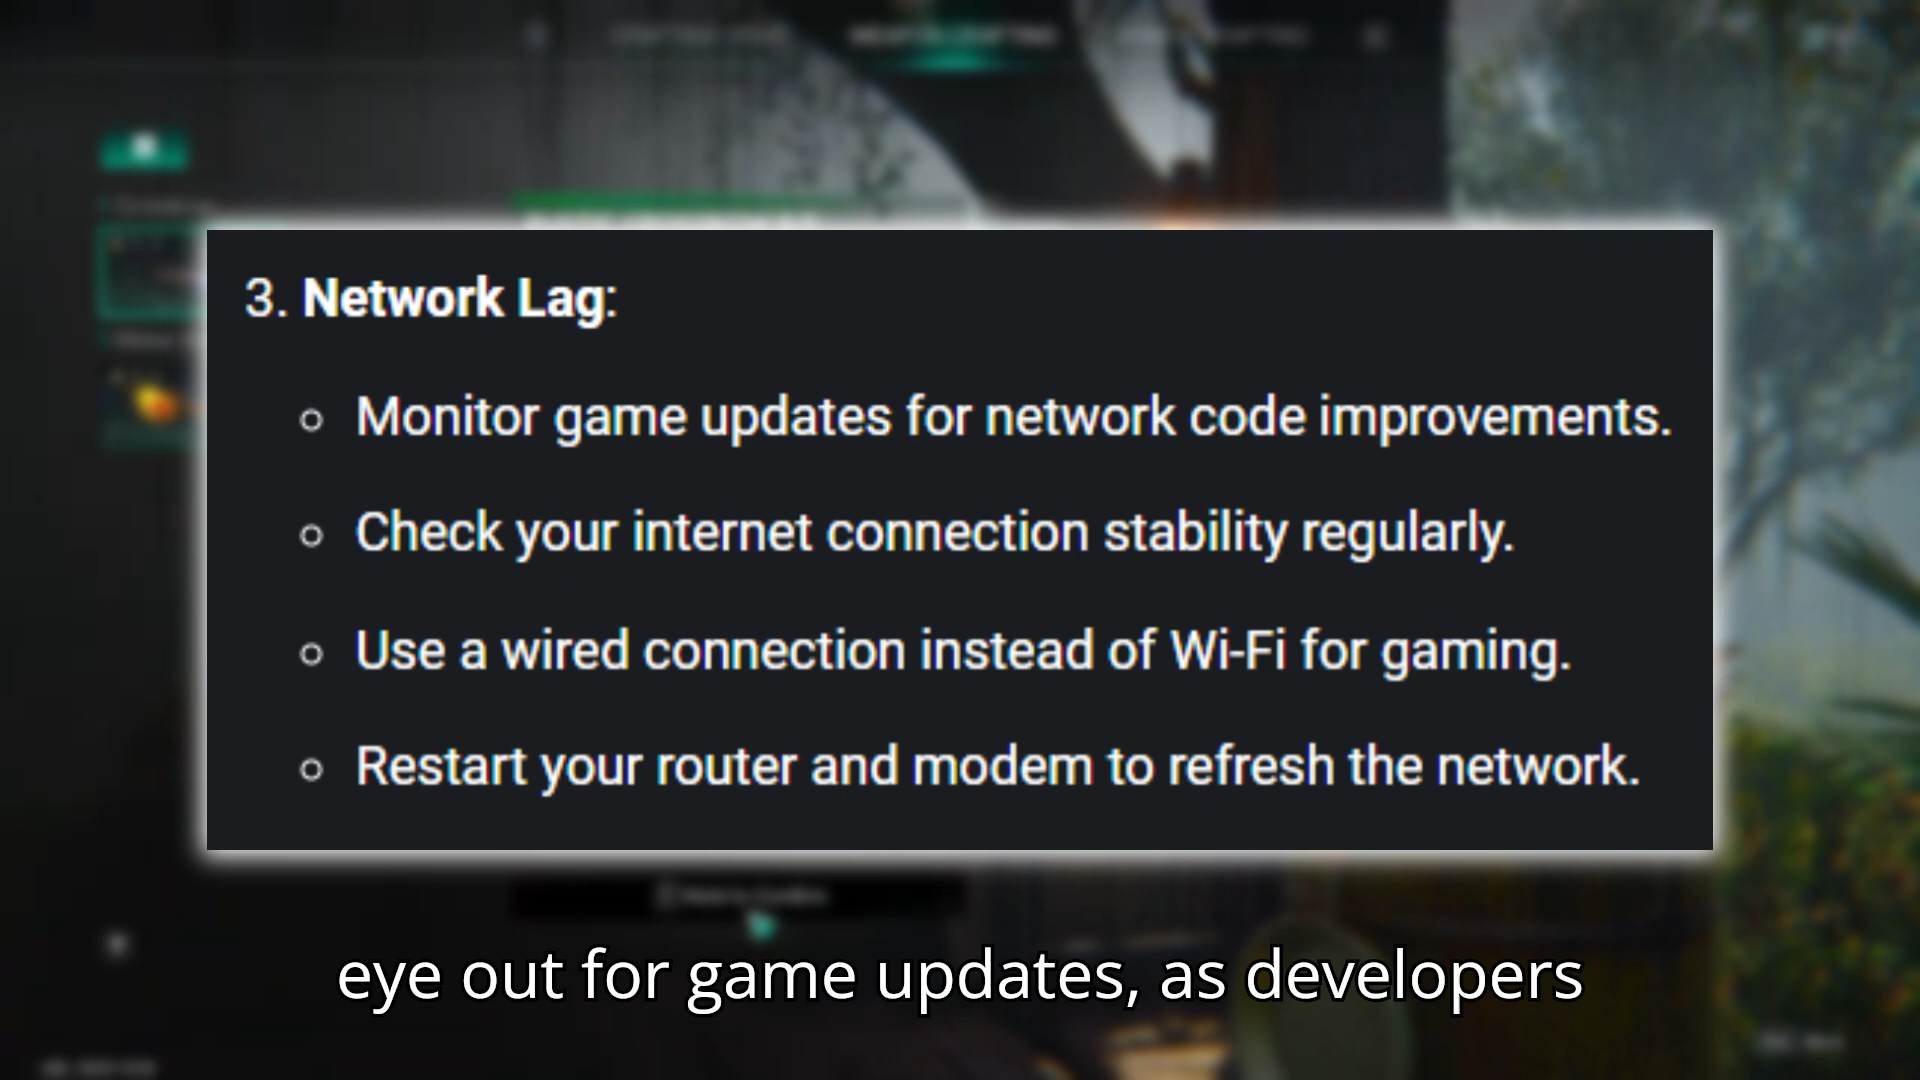 3. Network Lag:
Monitor game updates for network code improvements.
Check your internet connection stability regularly.
Use a wired connection instead of Wi-Fi for gaming.
Restart your router and modem to refresh the network.
eye out for game updates, as developers